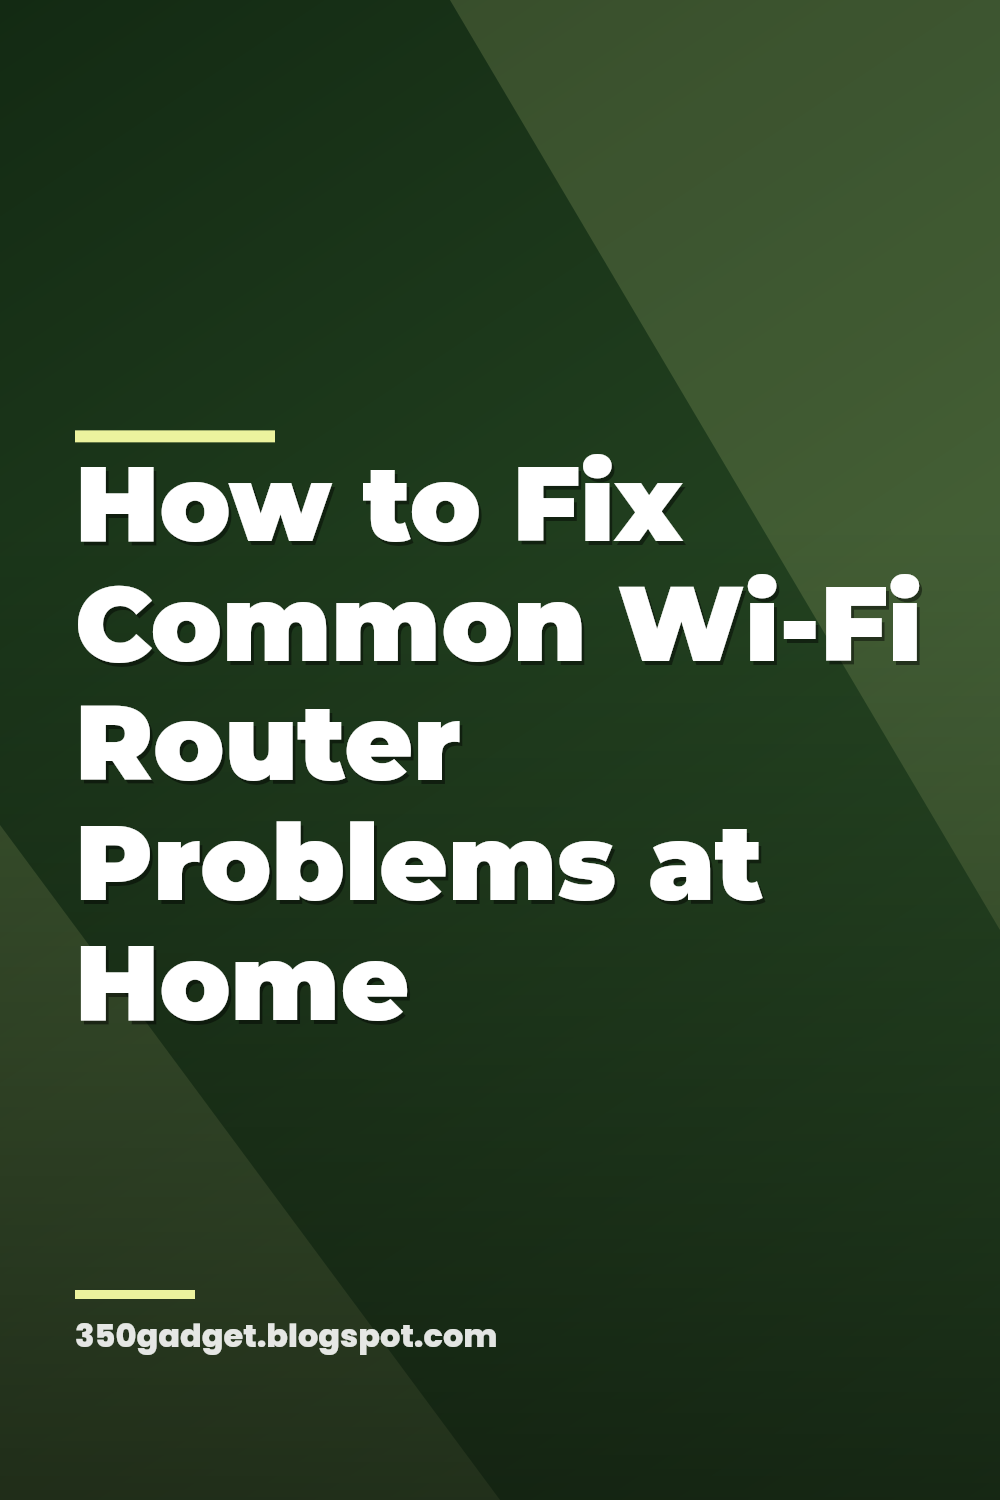 How to Fix
Common Wi-Fi
Router
Problems at
Home
350gadget.blogspot.com